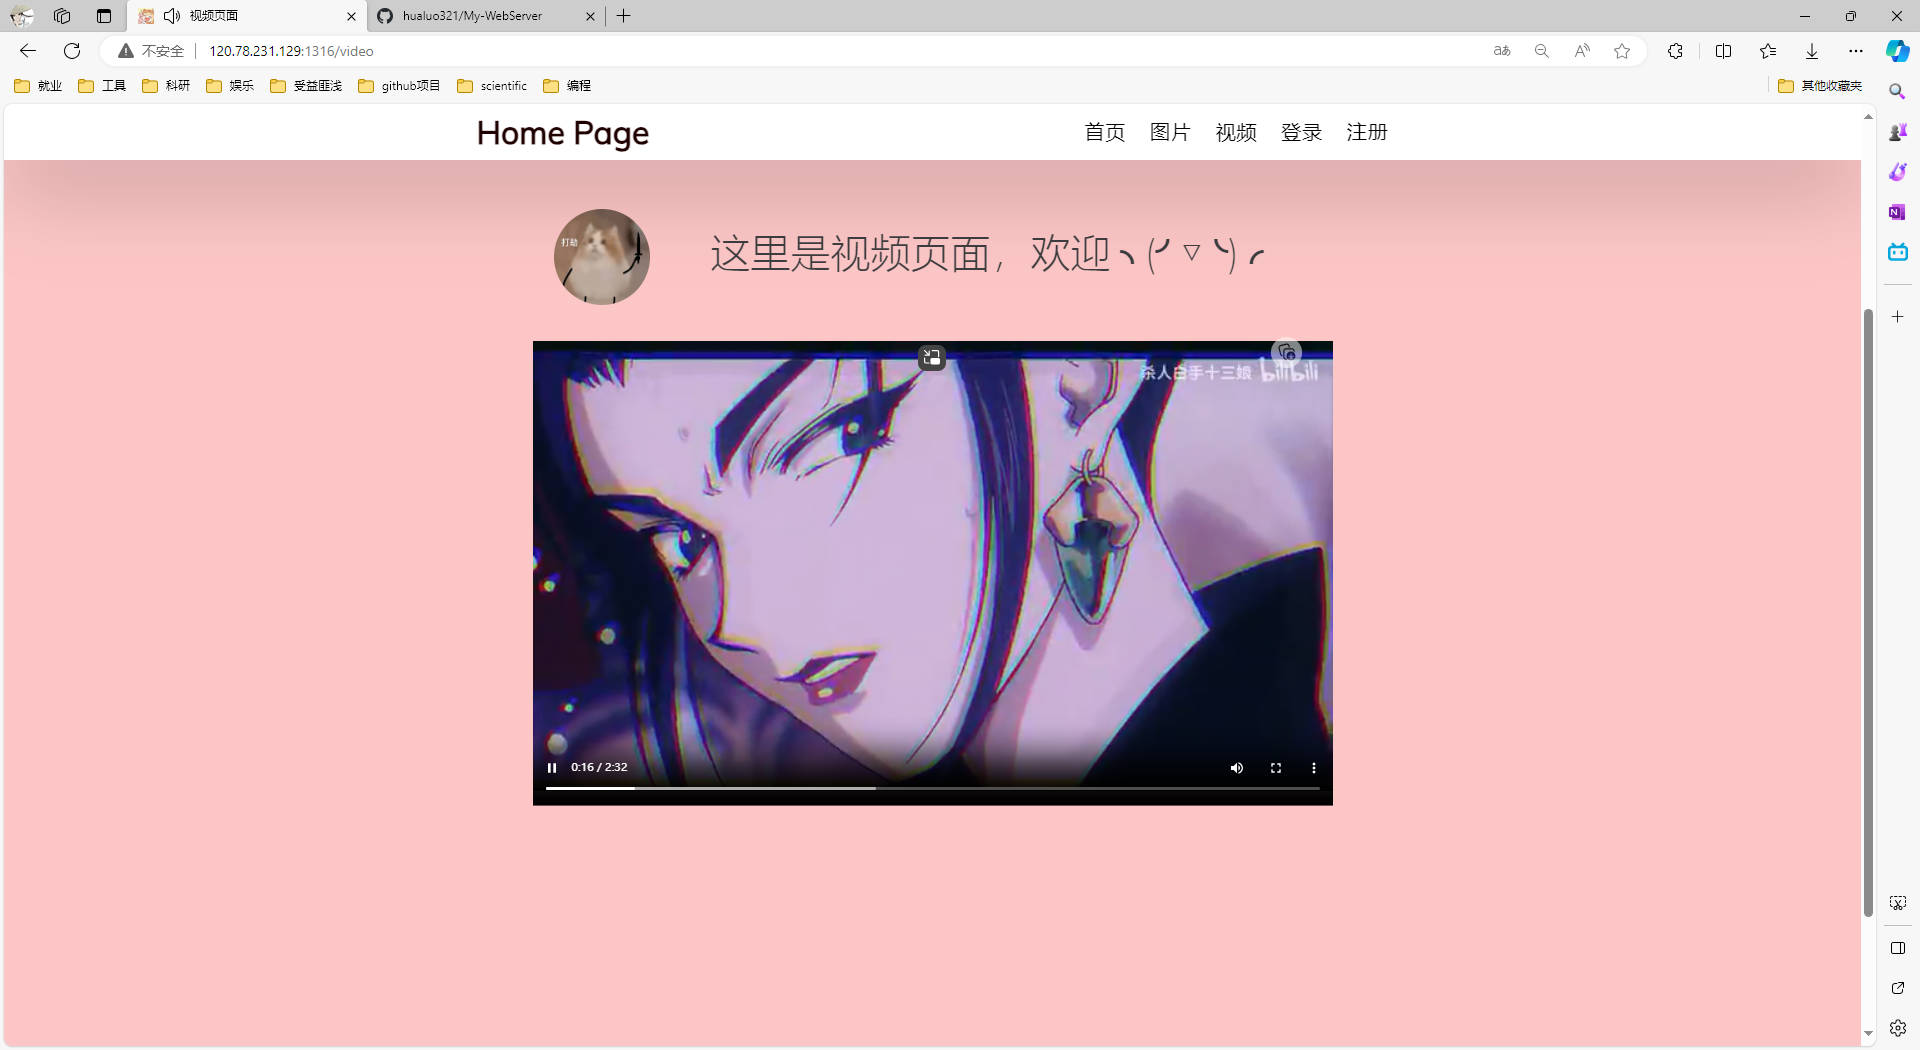 视频页面
hualuo321/My-WebServer
不安全
120.78.231.129:1316/video
aあ
就业
工具
科研
娱乐
受益匪浅
github项目
scientific
编程
其他收藏夹
Home Page
首页
图片
视频
登录
注册
打劫
这里是视频页面，欢迎ヽ(╯▽╰)╭
杀人白手十三娘 bilibili
0:16 / 2:32